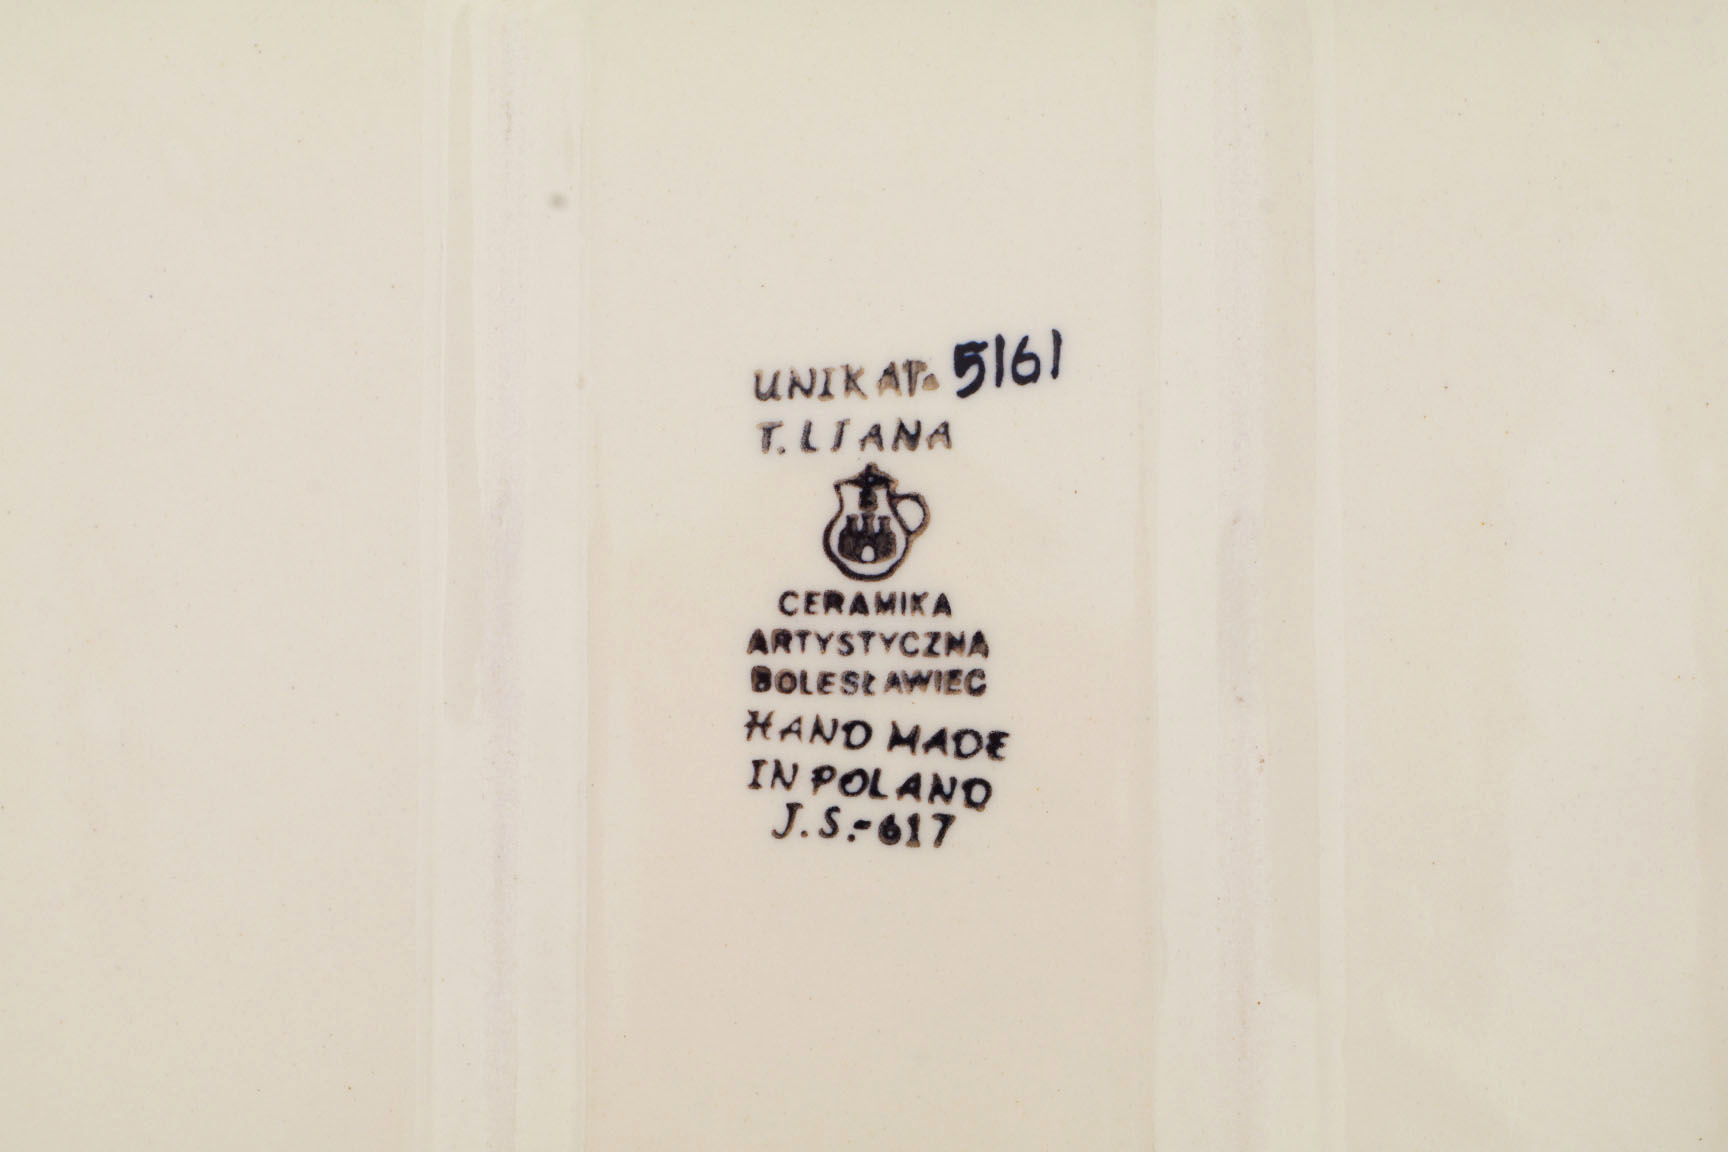 UNIKAT. 5161
T. LIANA
CERAMIKA
ARTYSTYCZNA
BOLESŁAWIEC
HAND MADE
IN POLAND
J.S.-617